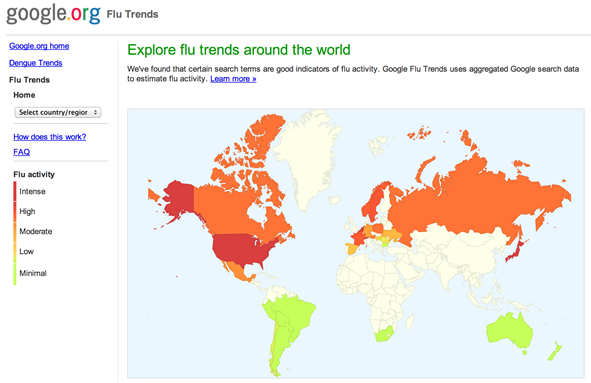 google.org Flu Trends
Google.org home
Dengue Trends
Flu Trends
Home
Select country/regior
How does this work?
FAQ
Flu activity
Intense
High
Moderate
Low
Minimal
Explore flu trends around the world
We've found that certain search terms are good indicators of flu activity. Google Flu Trends uses aggregated Google search data
to estimate flu activity. Learn more »